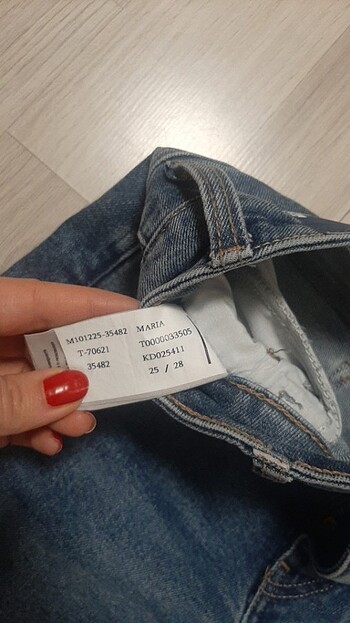 M101225-35482 MARIA
T-70621 T0000033505
35482 KD025411
25 / 28